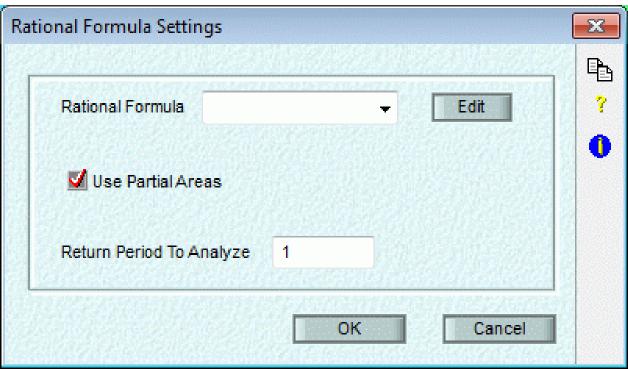 Rational Formula Settings
Rational Formula
Edit
Use Partial Areas
Return Period To Analyze 1
OK Cancel